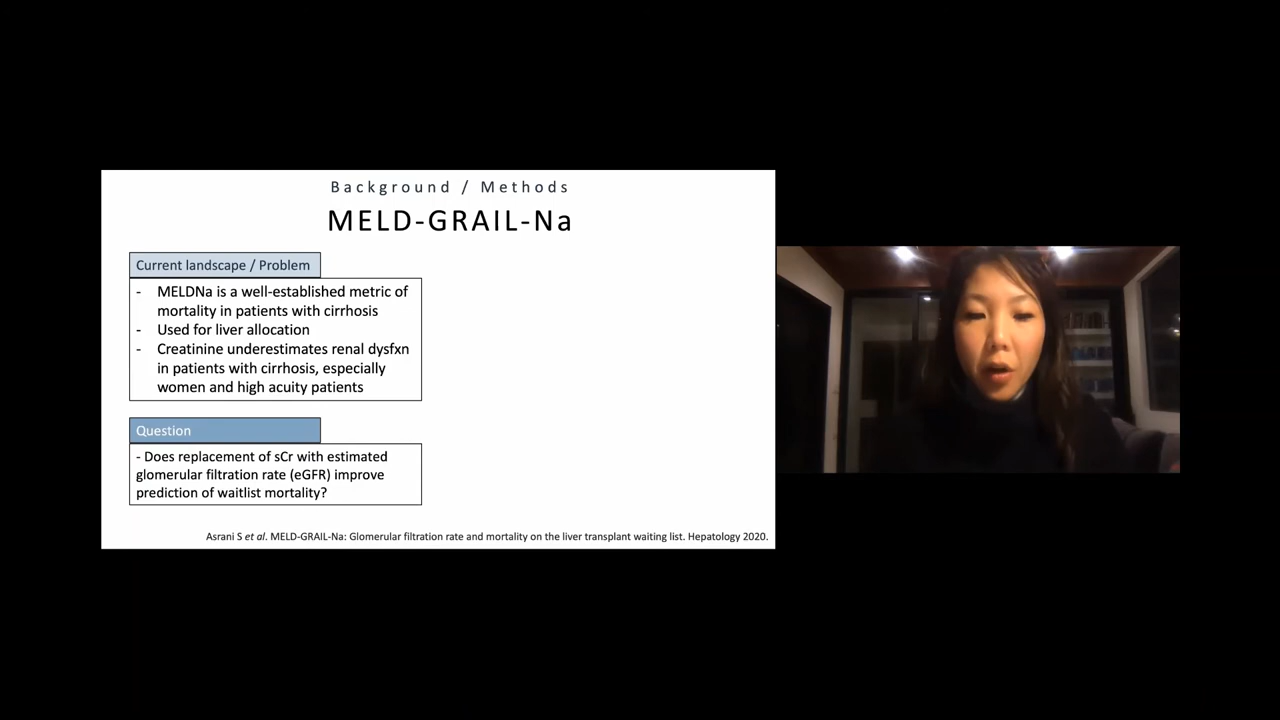 Background / Methods
MELD-GRAIL-Na
Current landscape / Problem
- MELDNa is a well-established metric of
mortality in patients with cirrhosis
- Used for liver allocation
- Creatinine underestimates renal dysfxn
in patients with cirrhosis, especially
women and high acuity patients
Question
- Does replacement of sCr with estimated
glomerular filtration rate (eGFR) improve
prediction of waitlist mortality?
Asrani S et al. MELD-GRAIL-Na: Glomerular filtration rate and mortality on the liver transplant waiting list. Hepatology 2020.